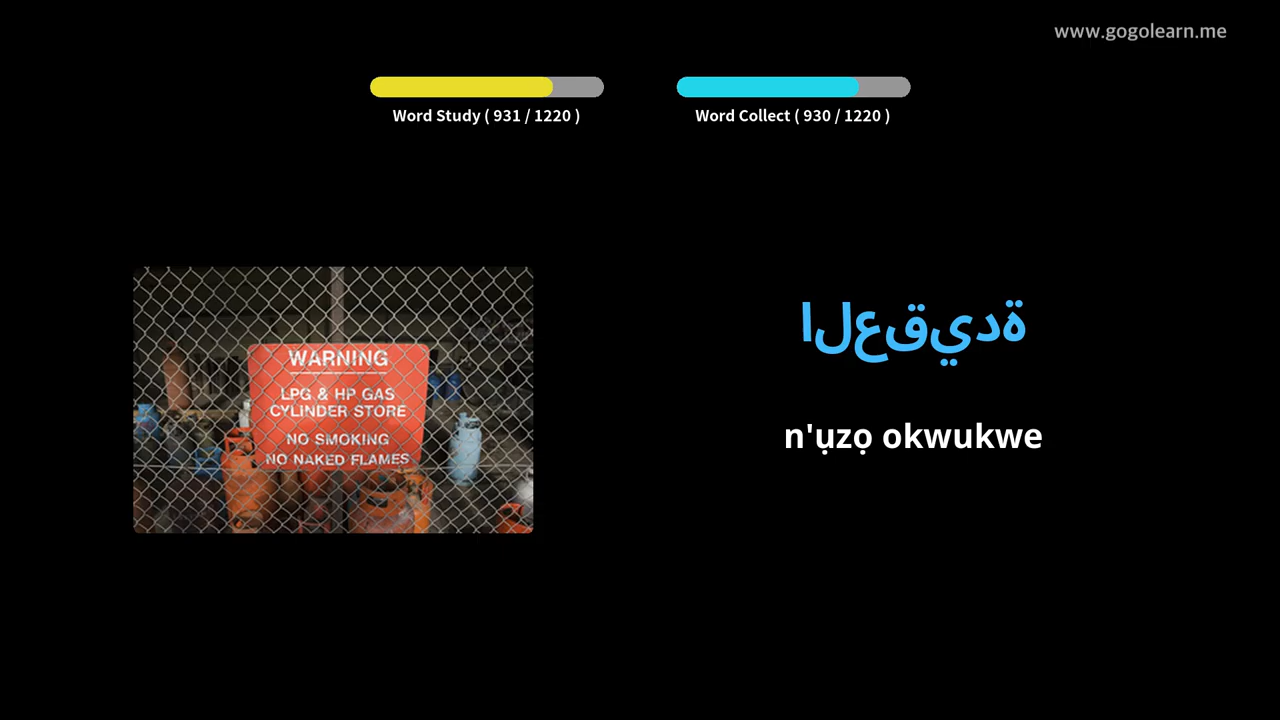 www.gogolearn.me
Word Study ( 931 / 1220 )
Word Collect ( 930 / 1220 )
WARNING
LPG & HP GAS
CYLINDER STORE
NO SMOKING
NO NAKED FLAMES
ةديقعلا
n'ụzọ okwukwe